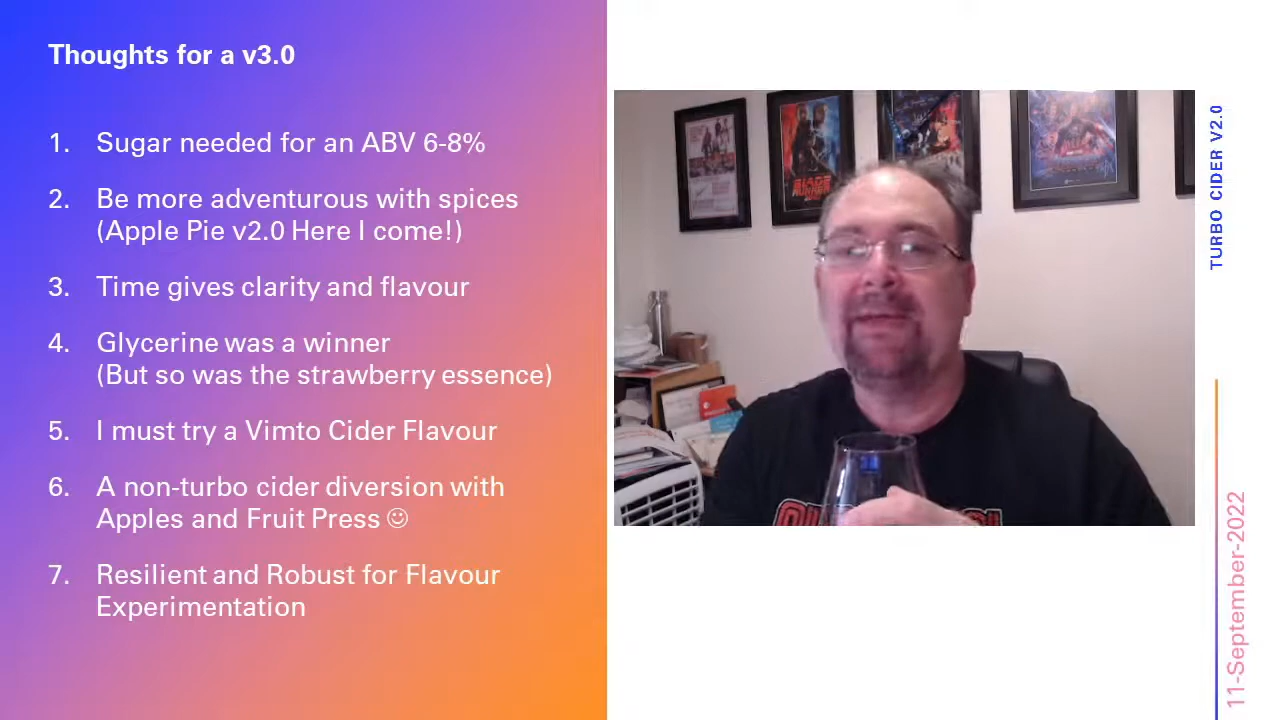 Thoughts for a v3.0
1. Sugar needed for an ABV 6-8%
2. Be more adventurous with spices
(Apple Pie v2.0 Here I come!)
3. Time gives clarity and flavour
4. Glycerine was a winner
(But so was the strawberry essence)
5. I must try a Vimto Cider Flavour
6. A non-turbo cider diversion with
Apples and Fruit Press ☺
7. Resilient and Robust for Flavour
Experimentation
BLADE
TURBO CIDER V2.0
11-September-2022